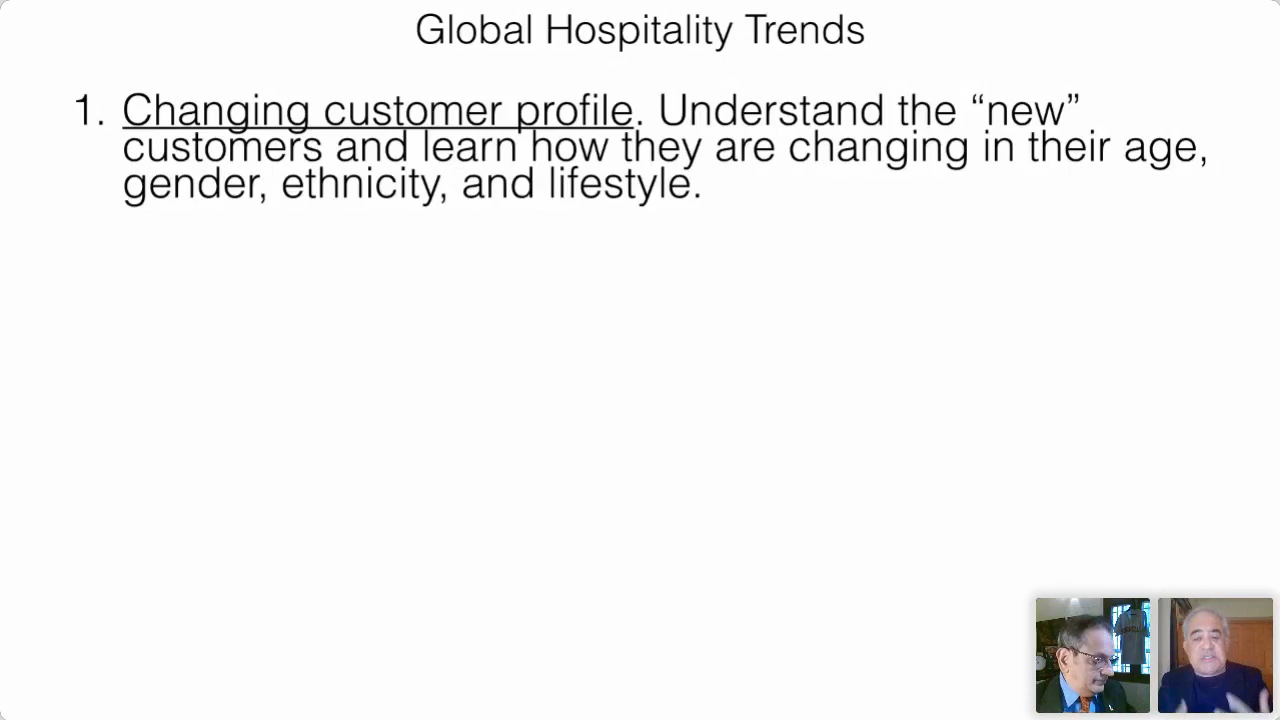 Global Hospitality Trends
1. Changing customer profile. Understand the “new”
customers and learn how they are changing in their age,
gender, ethnicity, and lifestyle.